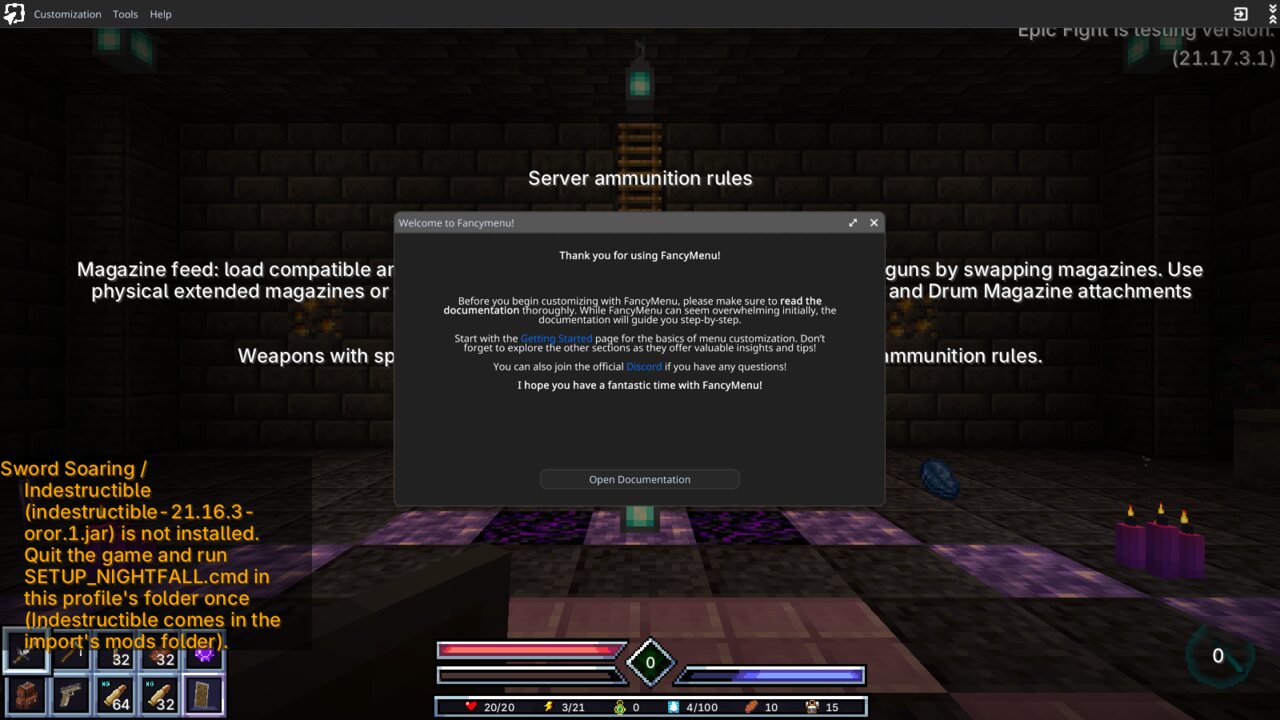 Customization Tools Help
Epic Fight is testing version.
(21.17.3.1)
Server ammunition rules
Welcome to Fancymenu!
Thank you for using FancyMenu!
Magazine feed: load compatible
guns by swapping magazines. Use
physical extended magazines or
and Drum Magazine attachments
Before you begin customizing with FancyMenu, please make sure to read the
documentation thoroughly. While FancyMenu can seem overwhelming initially, the
documentation will guide you step-by-step.
Start with the Getting Started page for the basics of menu customization. Don't
forget to explore the other sections as they offer valuable insights and tips!
Weapons with
ammunition rules.
You can also join the official Discord if you have any questions!
I hope you have a fantastic time with FancyMenu!
Open Documentation
Sword Soaring /
Indestructible
(indestructible-21.16.3-
oror.1.jar) is not installed.
Quit the game and run
SETUP_NIGHTFALL.cmd in
this profile's folder once
(Indestructible comes in the
import's mods folder).
32 32
64 32
0
0
20/20 3/21 0 4/100 10 15